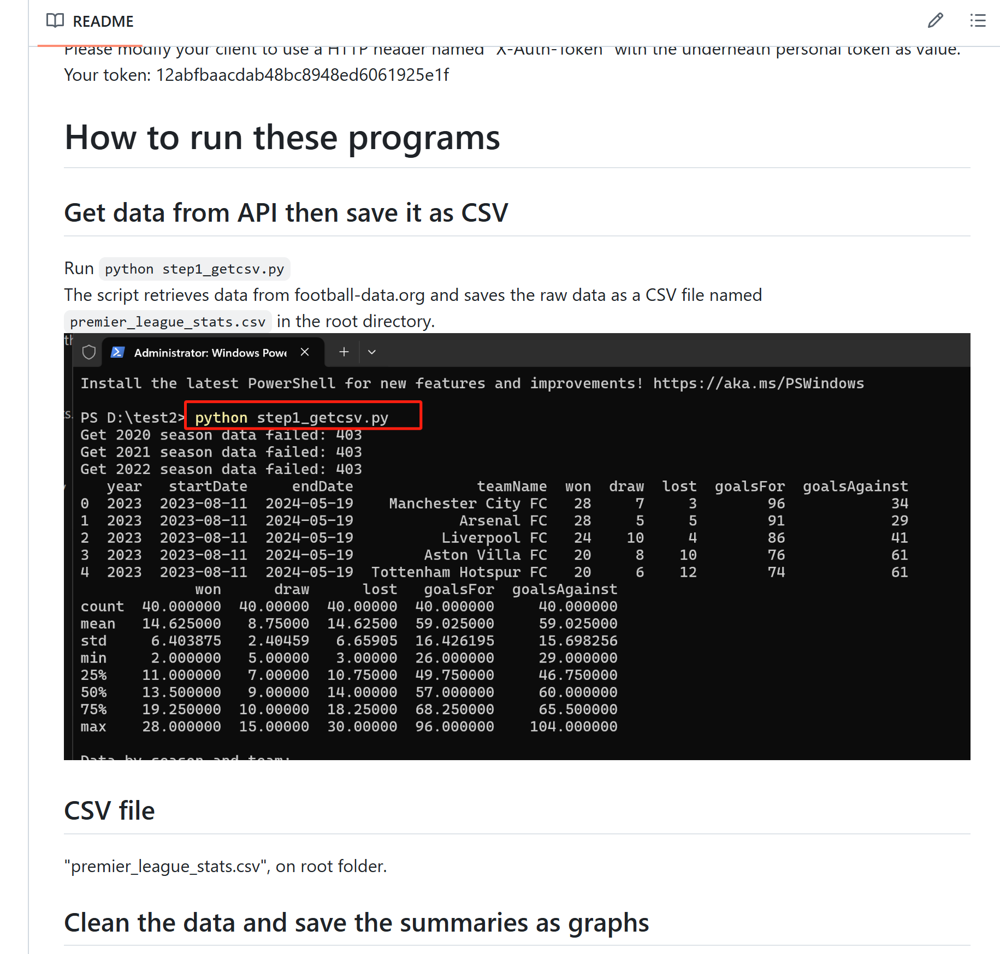 README
Please modify your client to use a HTTP header named "X-Auth-Token" with the underneath personal token as value.
Your token: 12abfbaacdab48bc8948ed6061925e1f
How to run these programs
Get data from API then save it as CSV
Run python step1_getcsv.py
The script retrieves data from football-data.org and saves the raw data as a CSV file named
premier_league_stats.csv in the root directory.
Administrator: Windows Powe
Install the latest PowerShell for new features and improvements! https://aka.ms/PSWindows
PS D:\test2> python step1_getcsv.py
Get 2020 season data failed: 403
Get 2021 season data failed: 403
Get 2022 season data failed: 403
year startDate endDate teamName won draw lost goalsFor goalsAgainst
0 2023 2023-08-11 2024-05-19 Manchester City FC 28 7 3 96 34
1 2023 2023-08-11 2024-05-19 Arsenal FC 28 5 5 91 29
2 2023 2023-08-11 2024-05-19 Liverpool FC 24 10 4 86 41
3 2023 2023-08-11 2024-05-19 Aston Villa FC 20 8 10 76 61
4 2023 2023-08-11 2024-05-19 Tottenham Hotspur FC 20 6 12 74 61
won draw lost goalsFor goalsAgainst
count 40.000000 40.00000 40.00000 40.000000 40.000000
mean 14.625000 8.75000 14.62500 59.025000 59.025000
std 6.403875 2.40459 6.65905 16.426195 15.698256
min 2.000000 5.00000 3.00000 26.000000 29.000000
25% 11.000000 7.00000 10.75000 49.750000 46.750000
50% 13.500000 9.00000 14.00000 57.000000 60.000000
75% 19.250000 10.00000 18.25000 68.250000 65.500000
max 28.000000 15.00000 30.00000 96.000000 104.000000
Data by season and team:
CSV file
"premier_league_stats.csv", on root folder.
Clean the data and save the summaries as graphs